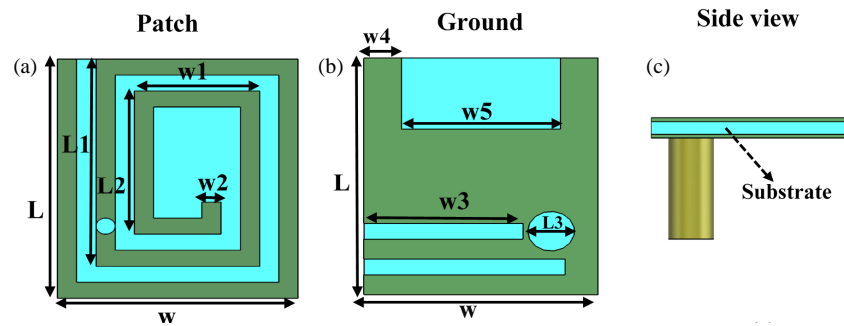 Patch
Ground
Side view
(a)
(b)
(c)
w1
w4
L1
L2
L
w2
w
w5
L
w3
L3
w
Substrate